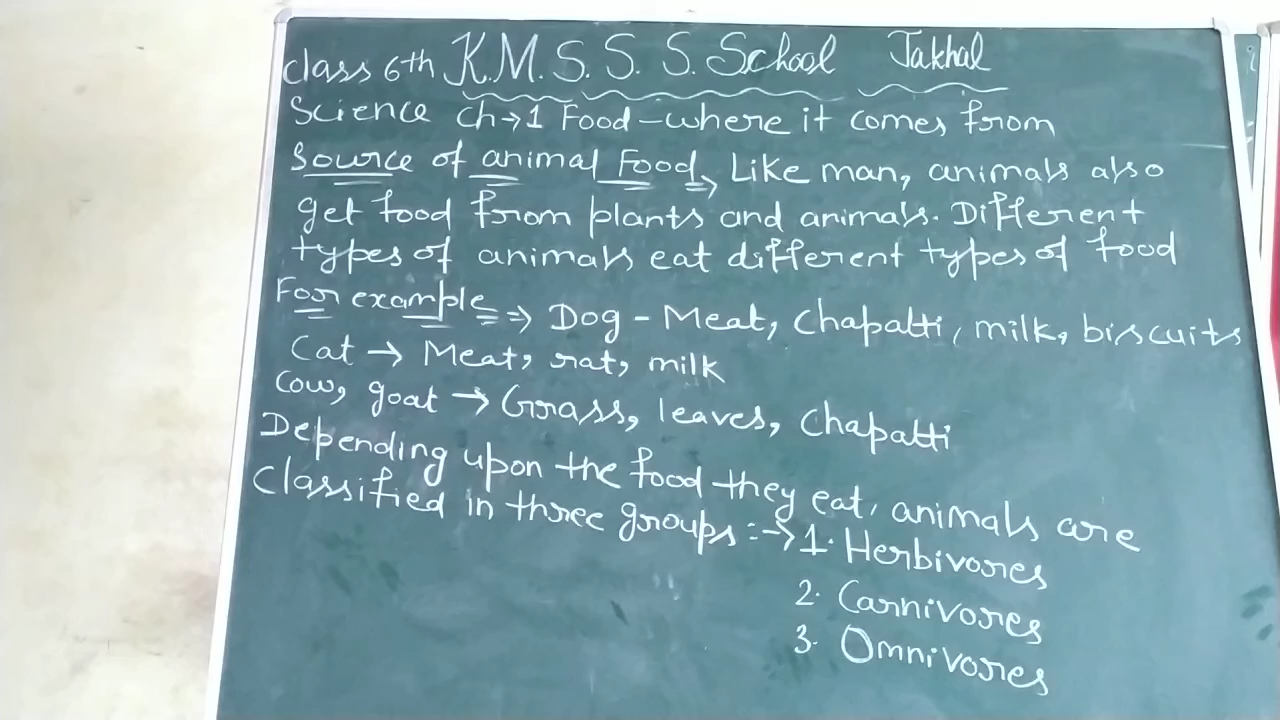 Class 6th K.M.S.S.S.School Jakhal
Science ch→1 Food-where it comes from
Source of animal Food⇒ Like man, animals also
get food from plants and animals. Different
types of animals eat different types of food
For example ⇒ Dog - Meat, Chapatti, milk, biscuits
Cat → Meat, rat, milk
Cow, goat → Grass, leaves, Chapatti
Depending upon the food they eat, animals are
Classified in three groups :→ 1. Herbivores
2. Carnivores
3. Omnivores